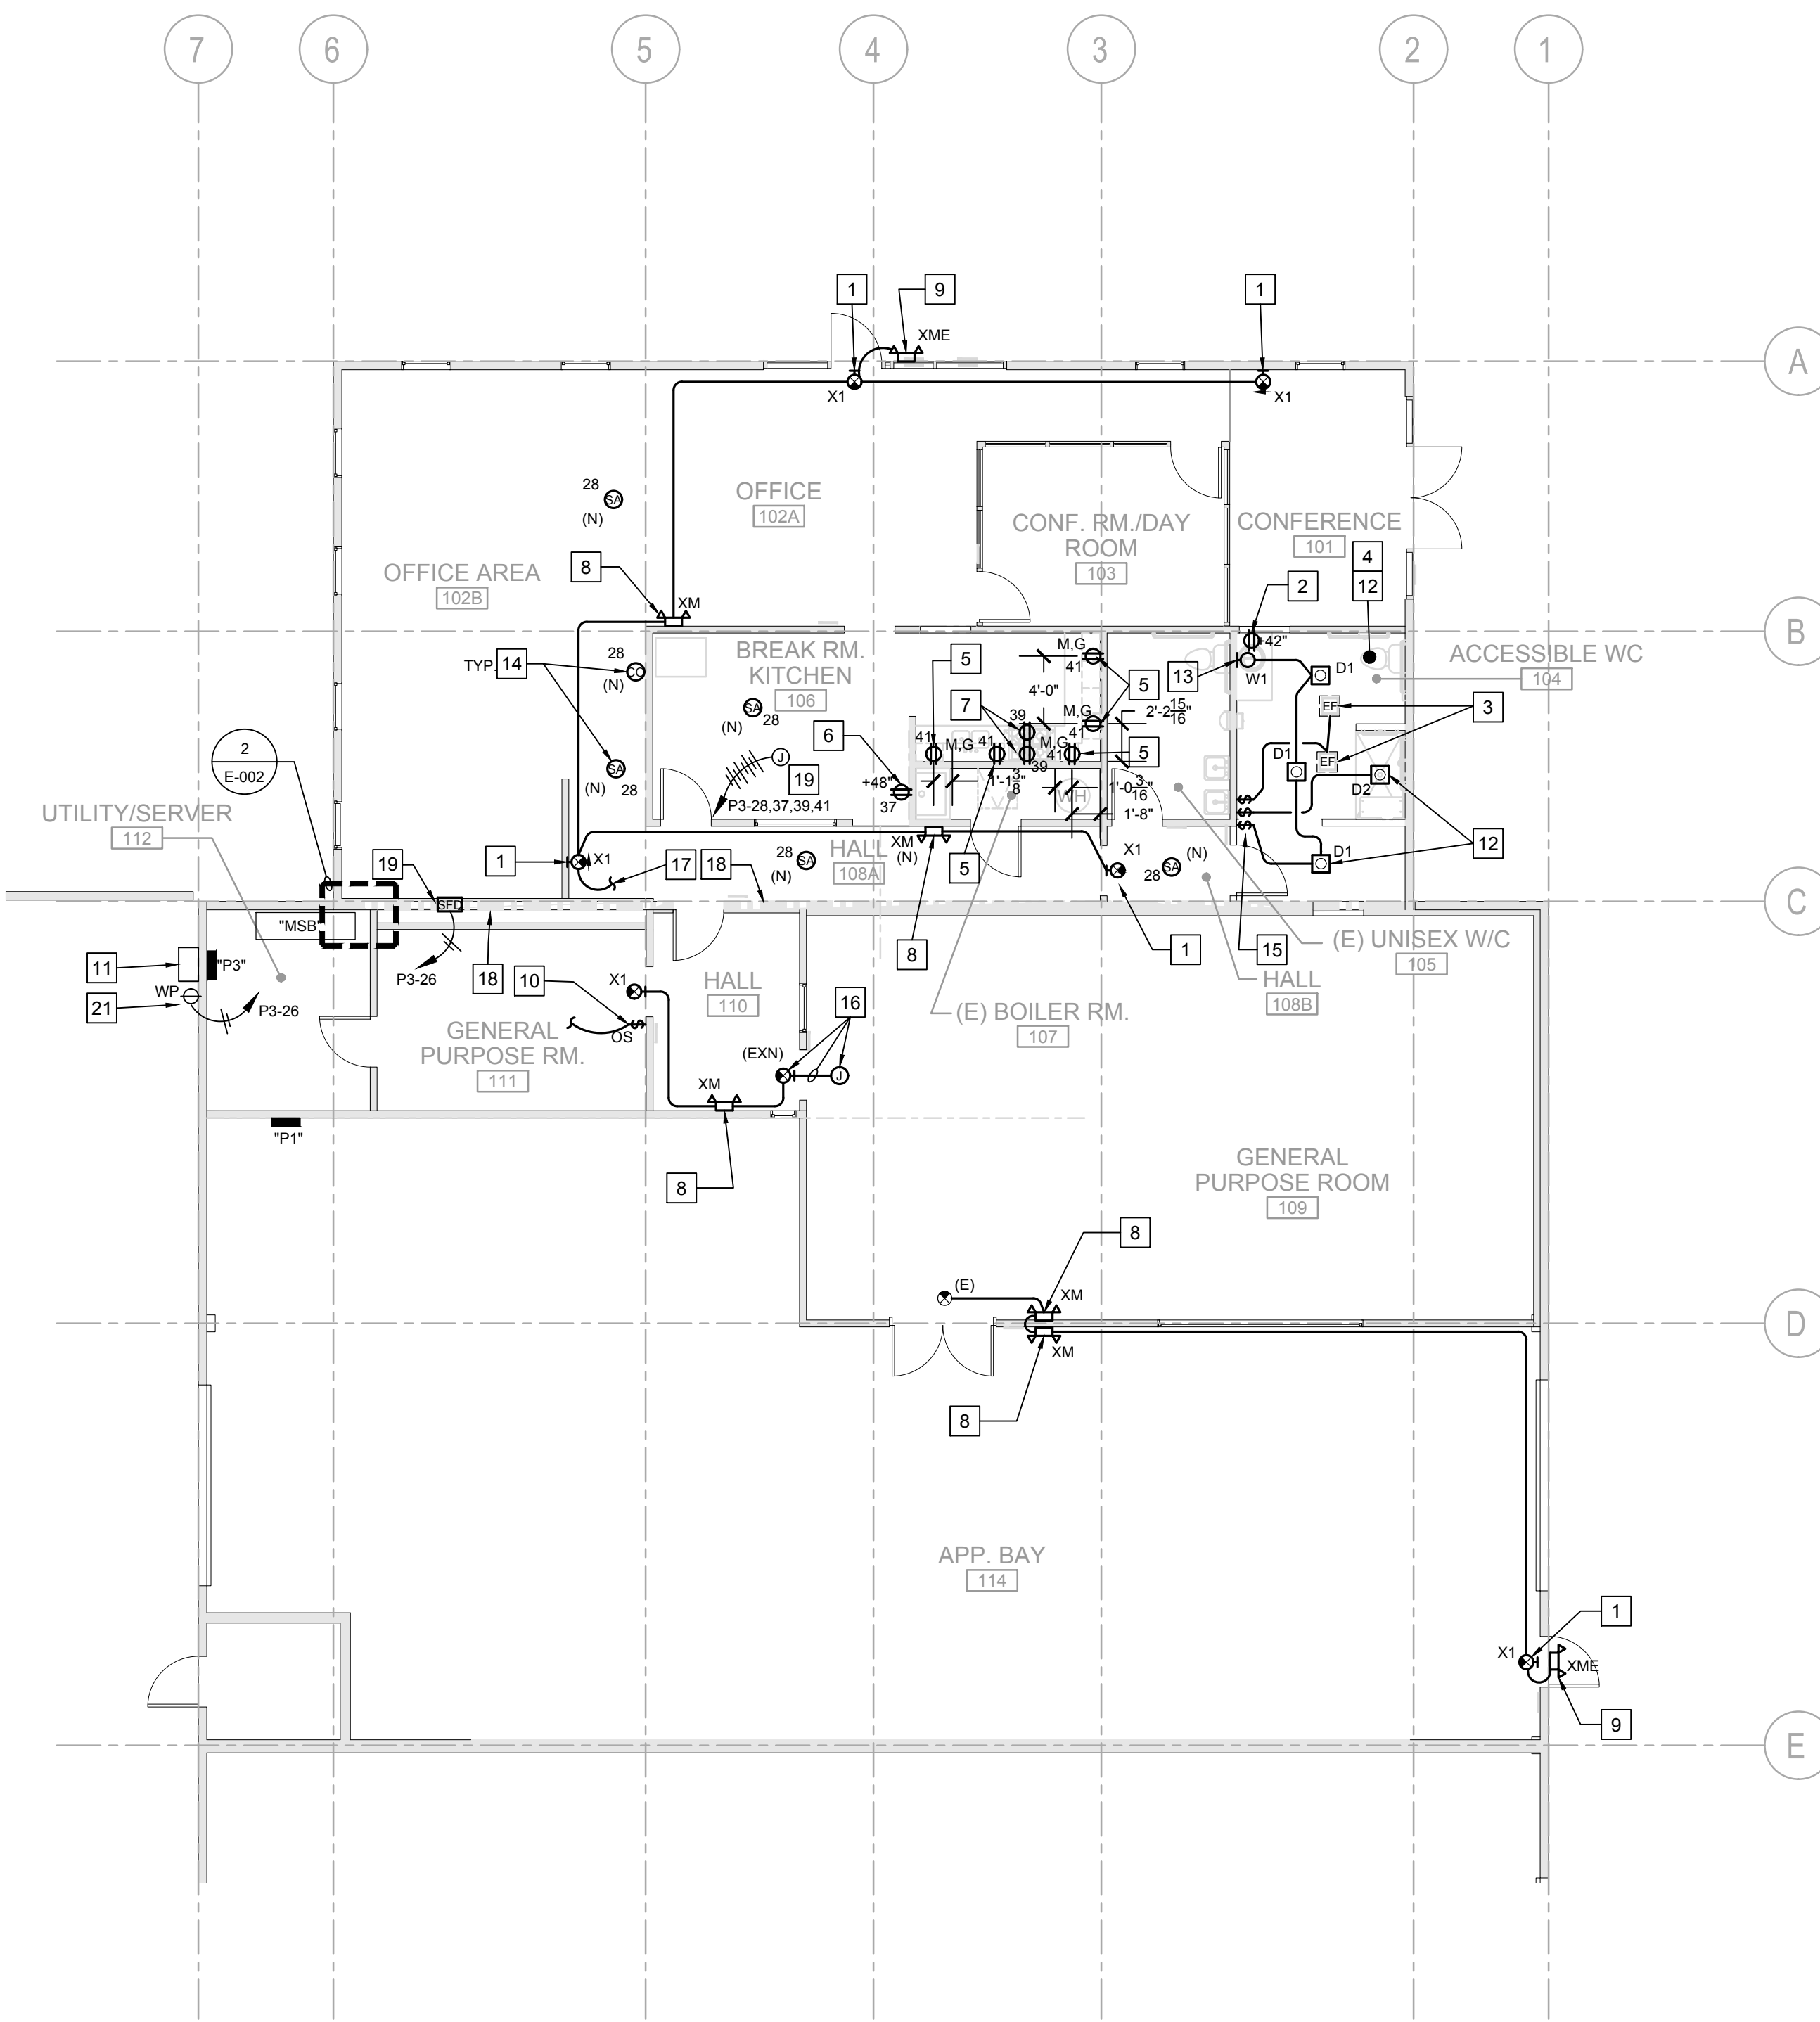 7
6
5
4
3
2
1
1
9
1
XME
A
X1
X1
28
SA
(N)
OFFICE
102A
CONF. RM./DAY
ROOM
103
CONFERENCE
101
4
12
8
OFFICE AREA
102B
XM
2
B
+42"
M,G
41
5
BREAK RM.
KITCHEN
106
TYP.
14
28
CO
(N)
5
13
W1
D1
ACCESSIBLE WC
104
4'-0"
7
SA
(N)
28
39
M,G
41
2'-2 15/16"
EF
3
6
41
M,G
41
M,G
41
5
39
D1
EF
D2
2
E-002
J
19
SA
(N)
28
+48"
37
1'-1 3/8"
WH
1'-0 3/16"
1'-8"
$
$
$
P3-28,37,39,41
UTILITY/SERVER
112
XM
(N)
8
HALL
108A
28
SA
(N)
X1
28
SA
(N)
D1
12
19
1
X1
17
18
5
SFD
"MSB"
C
8
1
15
(E) UNISEX W/C
105
11
"P3"
P3-26
18
10
X1
HALL
110
HALL
108B
21
WP
P3-26
16
(E) BOILER RM.
107
GENERAL
PURPOSE RM.
111
$
OS
(EXN)
J
XM
"P1"
8
GENERAL
PURPOSE ROOM
109
8
(E)
XM
D
XM
8
APP. BAY
114
1
X1
XME
9
E